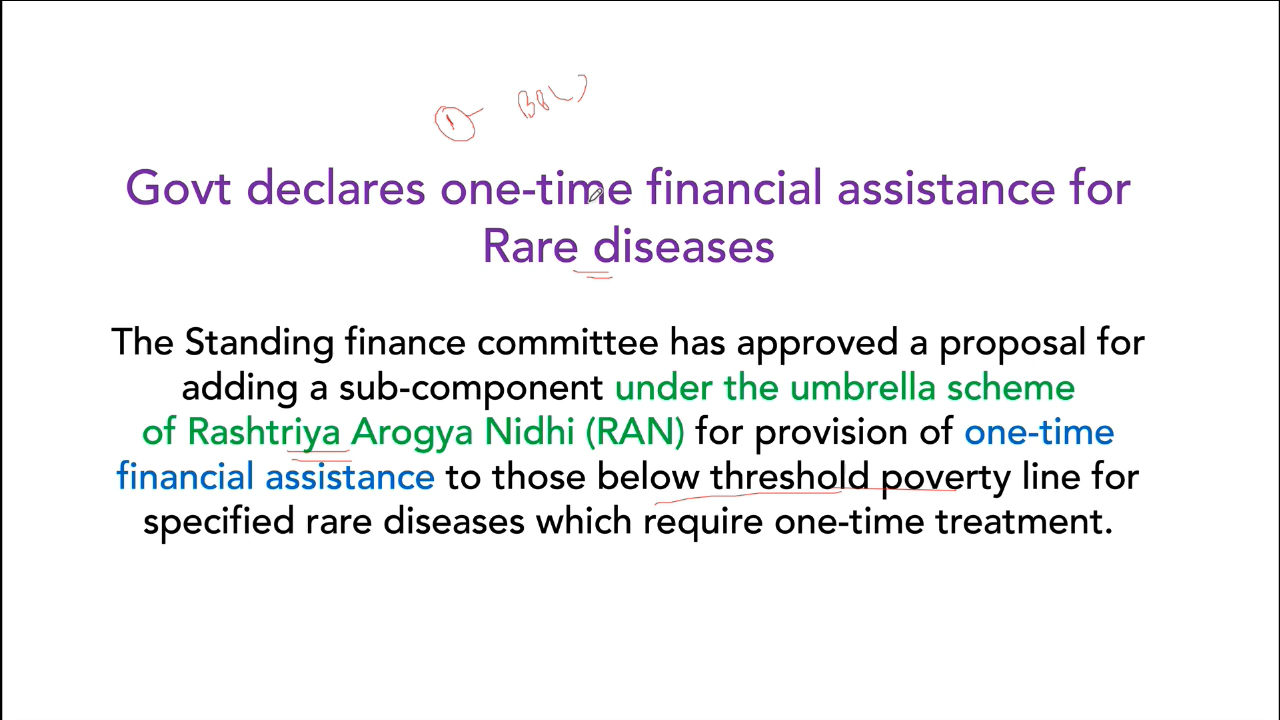 1 BPL)
Govt declares one-time financial assistance for
Rare diseases
The Standing finance committee has approved a proposal for
adding a sub-component under the umbrella scheme
of Rashtriya Arogya Nidhi (RAN) for provision of one-time
financial assistance to those below threshold poverty line for
specified rare diseases which require one-time treatment.